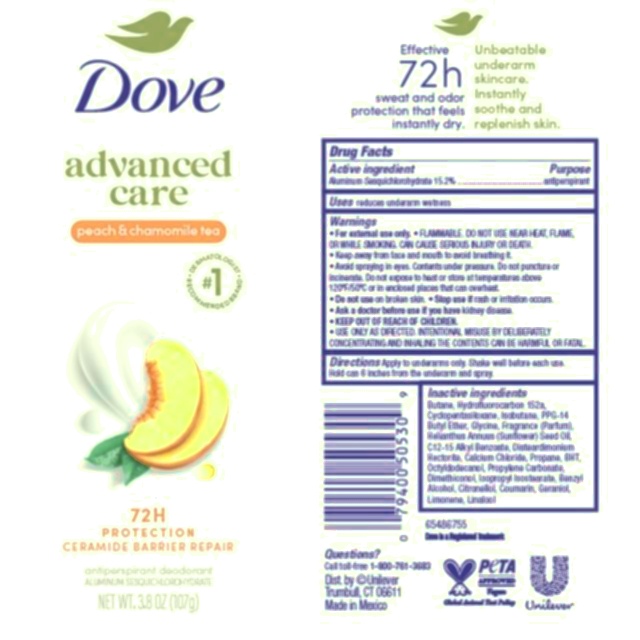 Dove
advanced
care
peach & chamomile tea
DERMATOLOGIST
#1
RECOMMENDED BRAND
72H
PROTECTION
CERAMIDE BARRIER REPAIR
antiperspirant deodorant
ALUMINUM SESQUICHLOROHYDRATE
NET WT. 3.8 OZ (107g)
Effective
72h
sweat and odor
protection that feels
instantly dry.
Unbeatable
underarm
skincare.
Instantly
soothe and
replenish skin.
Drug Facts
Active ingredient Purpose
Aluminum Sesquichlorohydrate 15.2% antiperspirant
Uses reduces underarm wetness
Warnings
• For external use only. • FLAMMABLE. DO NOT USE NEAR HEAT, FLAME,
OR WHILE SMOKING. CAN CAUSE SERIOUS INJURY OR DEATH.
• Keep away from face and mouth to avoid breathing it.
• Avoid spraying in eyes. Contents under pressure. Do not puncture or
incinerate. Do not expose to heat or store at temperatures above
120°F/50°C or in enclosed places that can overheat.
• Do not use on broken skin. • Stop use if rash or irritation occurs.
• Ask a doctor before use if you have kidney disease.
• KEEP OUT OF REACH OF CHILDREN.
• USE ONLY AS DIRECTED. INTENTIONAL MISUSE BY DELIBERATELY
CONCENTRATING AND INHALING THE CONTENTS CAN BE HARMFUL OR FATAL.
Directions Apply to underarms only. Shake well before each use.
Hold can 6 inches from the underarm and spray.
Inactive ingredients
Butane, Hydrofluorocarbon 152a,
Cyclopentasiloxane, Isobutane, PPG-14
Butyl Ether, Glycine, Fragrance (Parfum),
Helianthus Annuus (Sunflower) Seed Oil,
C12-15 Alkyl Benzoate, Disteardimonium
Hectorite, Calcium Chloride, Propane, BHT,
Octyldodecanol, Propylene Carbonate,
Dimethiconol, Isopropyl Isostearate, Benzyl
Alcohol, Citronellol, Coumarin, Geraniol,
Limonene, Linalool
0 79400 50530 9
65486755
Dove is a Registered trademark
Questions?
Call toll-free 1-800-761-3683
Dist. by ©Unilever
Trumbull, CT 06611
Made in Mexico
PETA
APPROVED
Vegan
Global Animal Test Policy
Unilever